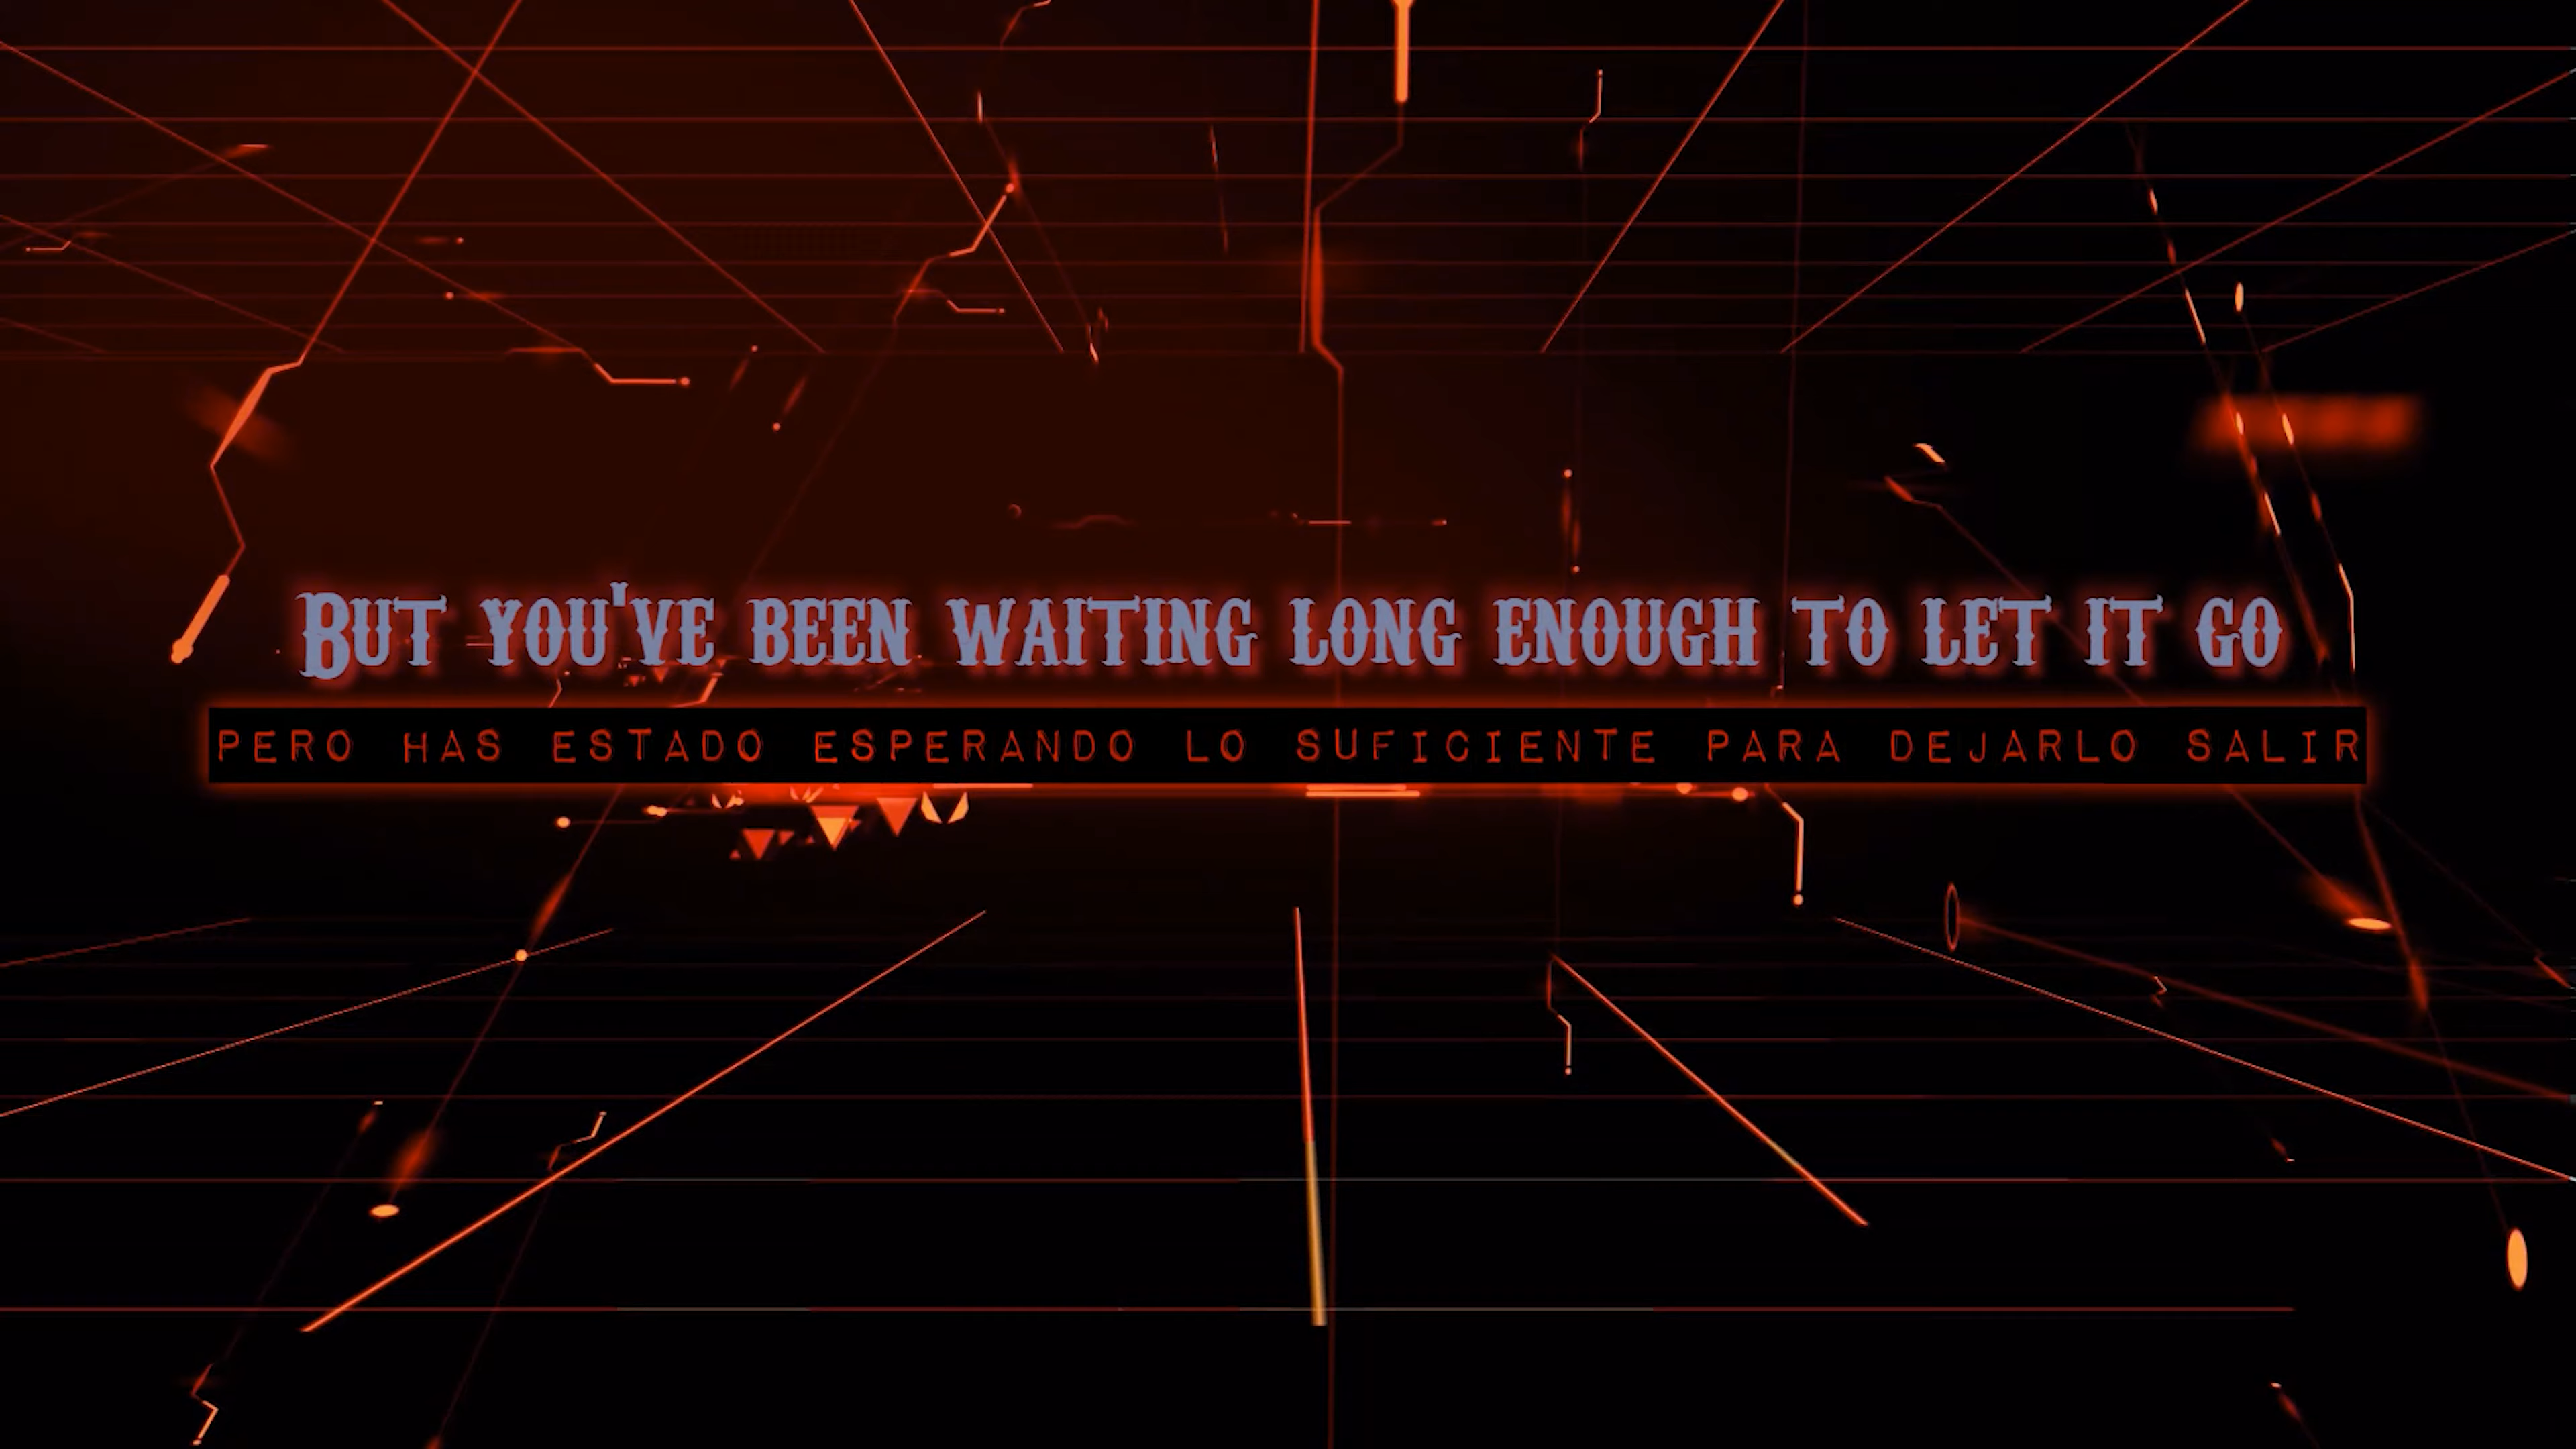 But you've been waiting long enough to let it go
PERO HAS ESTADO ESPERANDO LO SUFICIENTE PARA DEJARLO SALIR